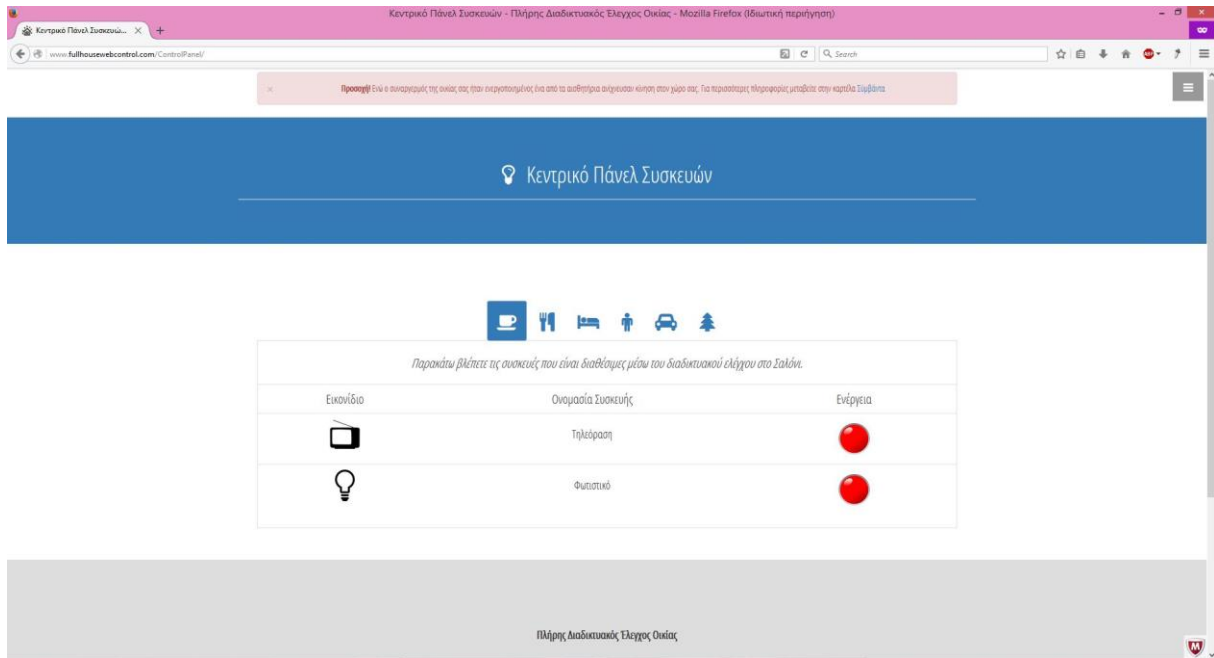 Κεντρικό Πάνελ Συσκευών - Πλήρης Διαδικτυακός Έλεγχος Οικίας - Mozilla Firefox (Ιδιωτική περιήγηση)
Κεντρικό Πάνελ Συσκευώ...
www.fullhousewebcontrol.com/ControlPanel/
Search
Προσοχή! Ενώ ο συναγερμός της οικίας σας ήταν ενεργοποιημένος ένα από τα αισθητήρια ανίχνευσαν κίνηση στον χώρο σας. Για περισσότερες πληροφορίες μεταβείτε στην καρτέλα Συμβάντα
Κεντρικό Πάνελ Συσκευών
Παρακάτω βλέπετε τις συσκευές που είναι διαθέσιμες μέσω του διαδικτυακού ελέγχου στο Σαλόνι.
Εικονίδιο Ονομασία Συσκευής Ενέργεια
Τηλεόραση
Φωτιστικό
Πλήρης Διαδικτυακός Έλεγχος Οικίας